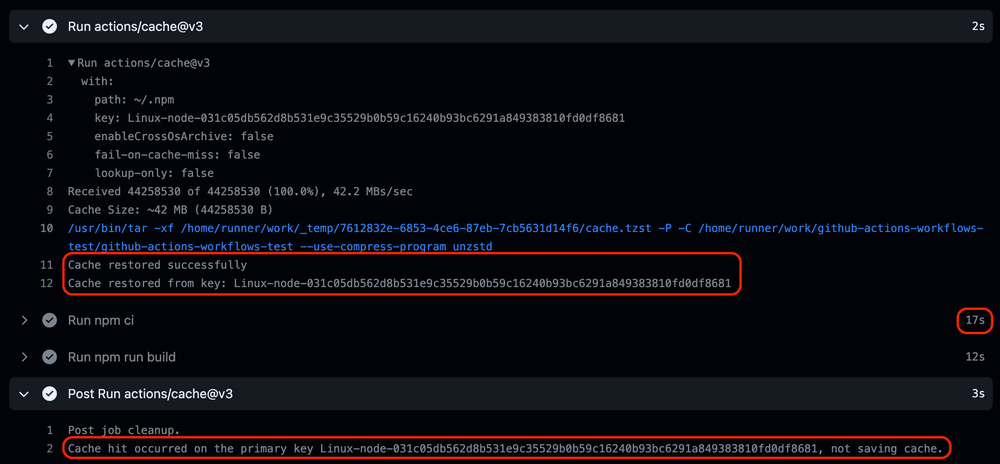 Run actions/cache@v3 2s
1 ▼Run actions/cache@v3
2 with:
3 path: ~/.npm
4 key: Linux-node-031c05db562d8b531e9c35529b0b59c16240b93bc6291a849383810fd0df8681
5 enableCrossOsArchive: false
6 fail-on-cache-miss: false
7 lookup-only: false
8 Received 44258530 of 44258530 (100.0%), 42.2 MBs/sec
9 Cache Size: ~42 MB (44258530 B)
10 /usr/bin/tar -xf /home/runner/work/_temp/7612832e-6853-4ce6-87eb-7cb5631d14f6/cache.tzst -P -C /home/runner/work/github-actions-workflows-
test/github-actions-workflows-test --use-compress-program unzstd
11 Cache restored successfully
12 Cache restored from key: Linux-node-031c05db562d8b531e9c35529b0b59c16240b93bc6291a849383810fd0df8681
Run npm ci 17s
Run npm run build 12s
Post Run actions/cache@v3 3s
1 Post job cleanup.
2 Cache hit occurred on the primary key Linux-node-031c05db562d8b531e9c35529b0b59c16240b93bc6291a849383810fd0df8681, not saving cache.